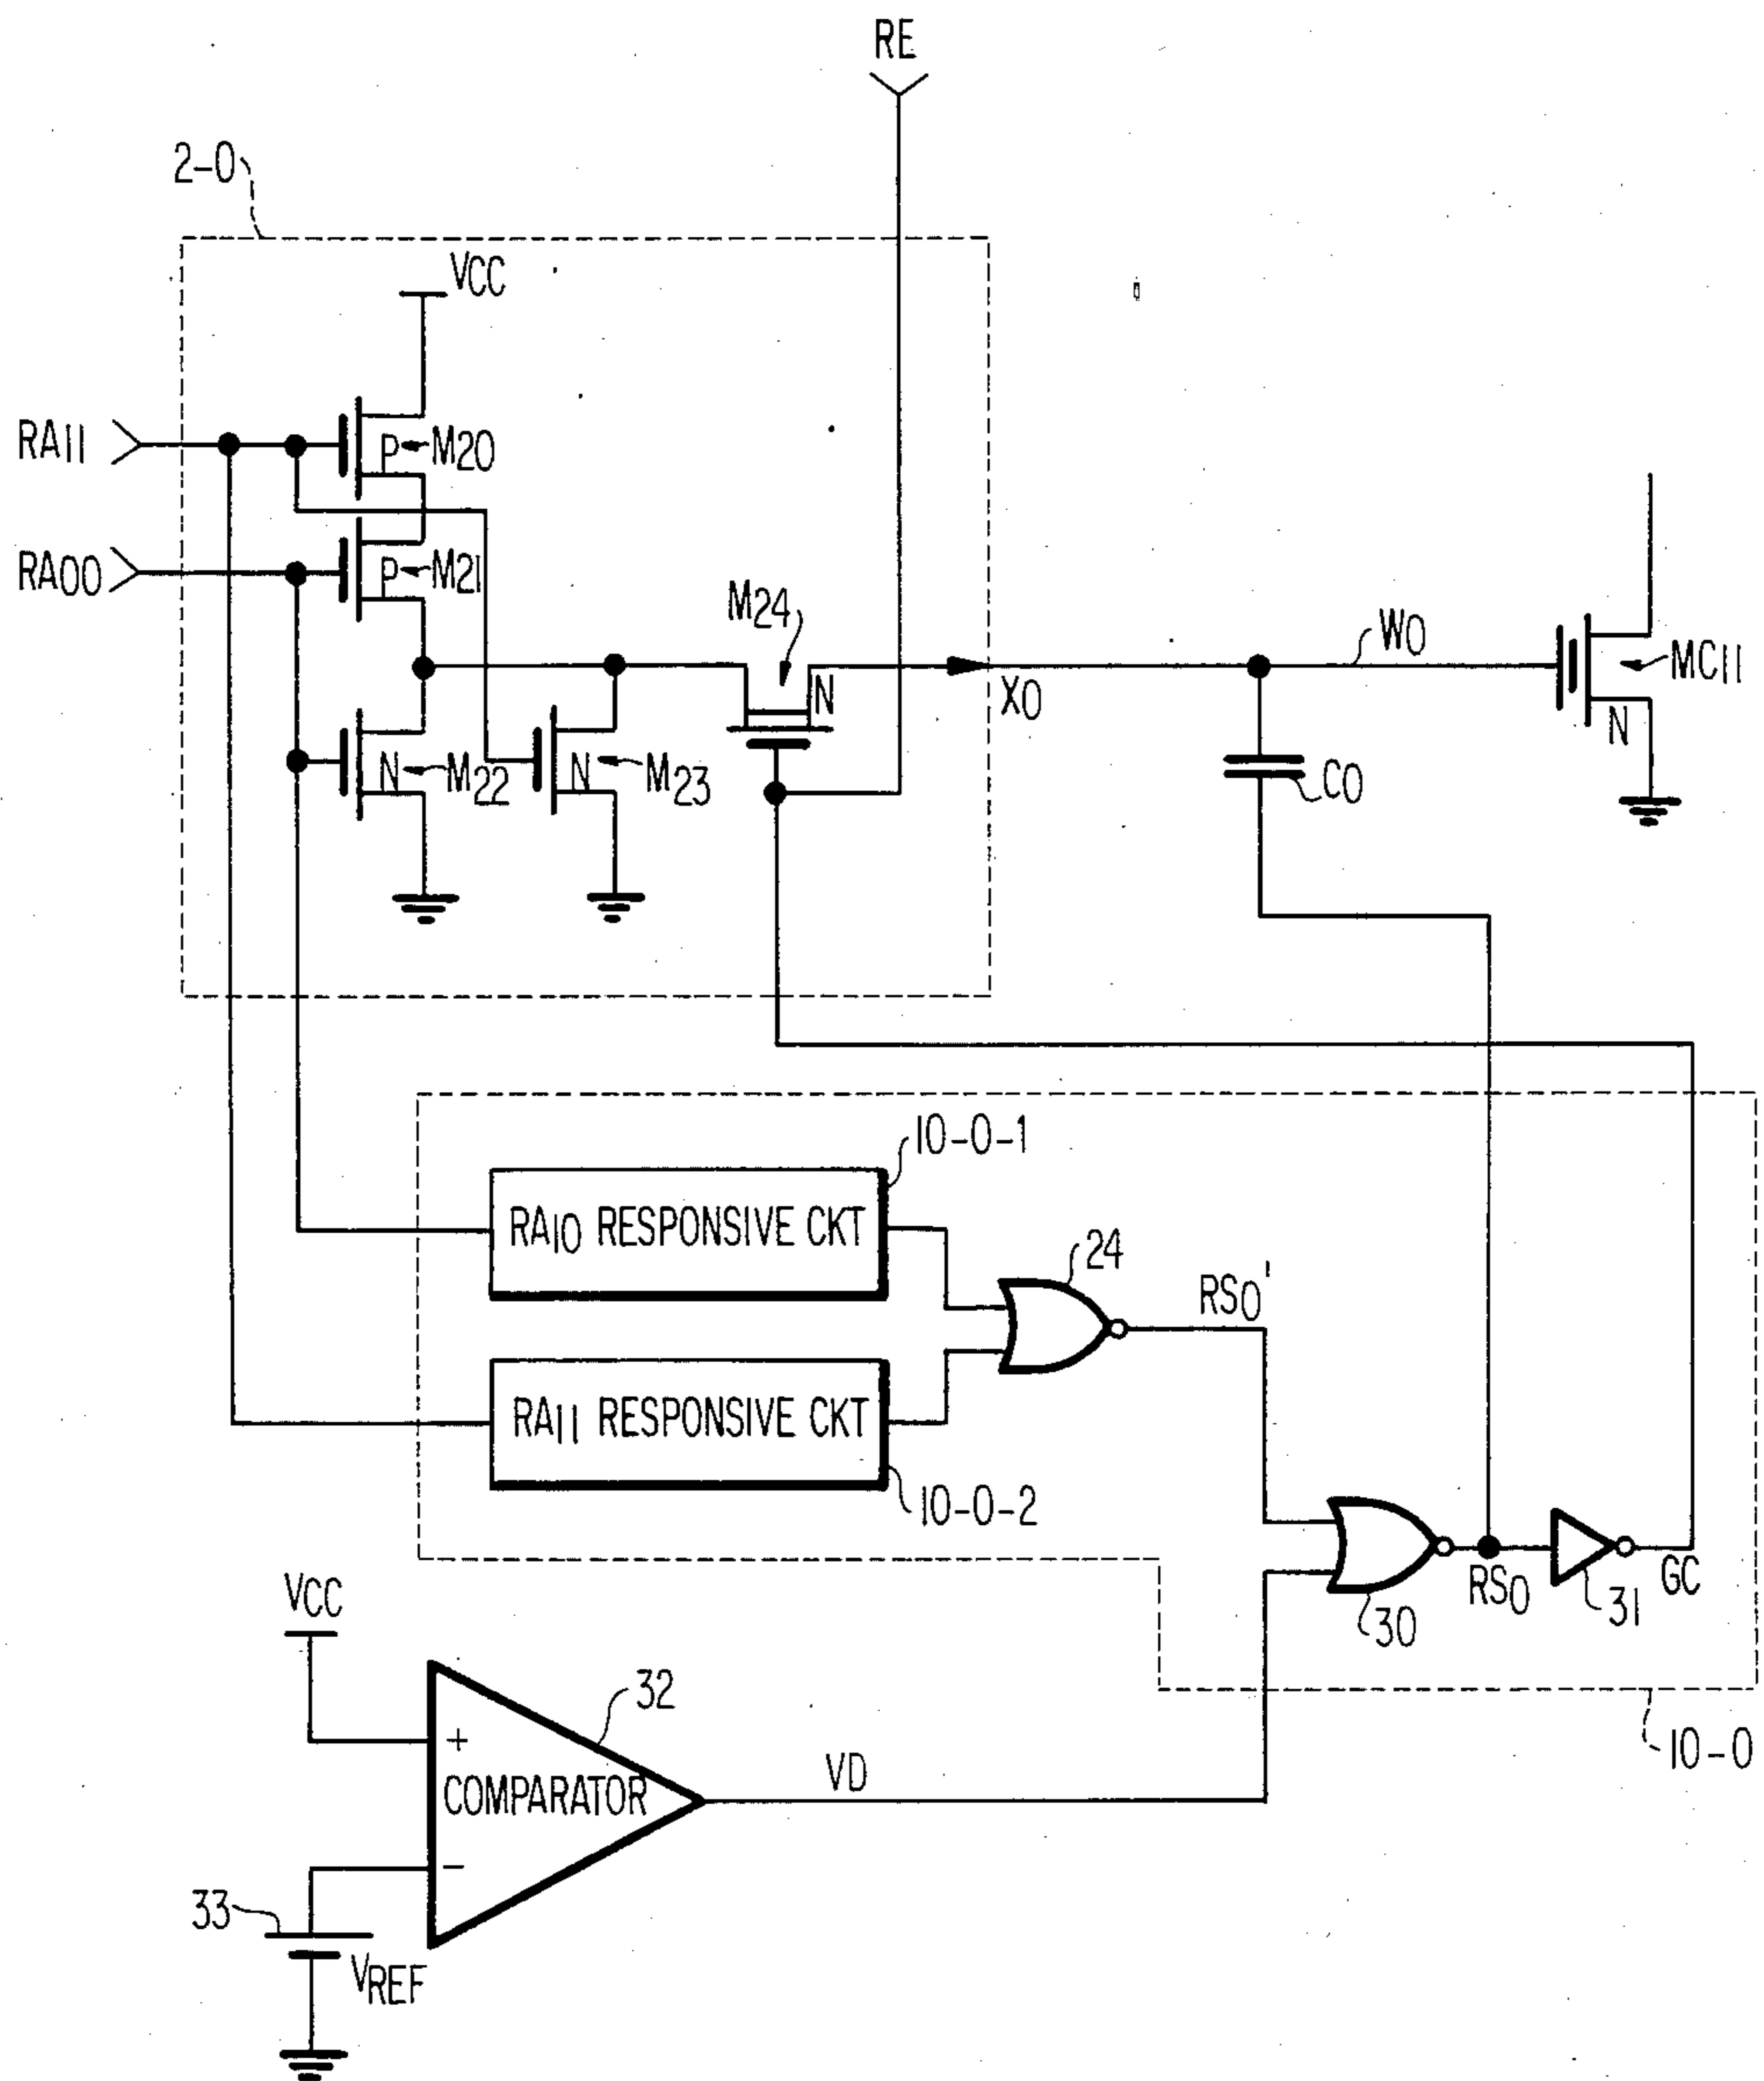 RE
2-0
VCC
RA11
P M20
RA00
P M21
M24
N
X0
W0
MC11
N
N M22
N M23
C0
10-0-1
RA10 RESPONSIVE CKT
24
RS0'
RA11 RESPONSIVE CKT
10-0-2
VCC
30
RS0
31
GC
32
+
COMPARATOR
VD
10-0
-
33
VREF